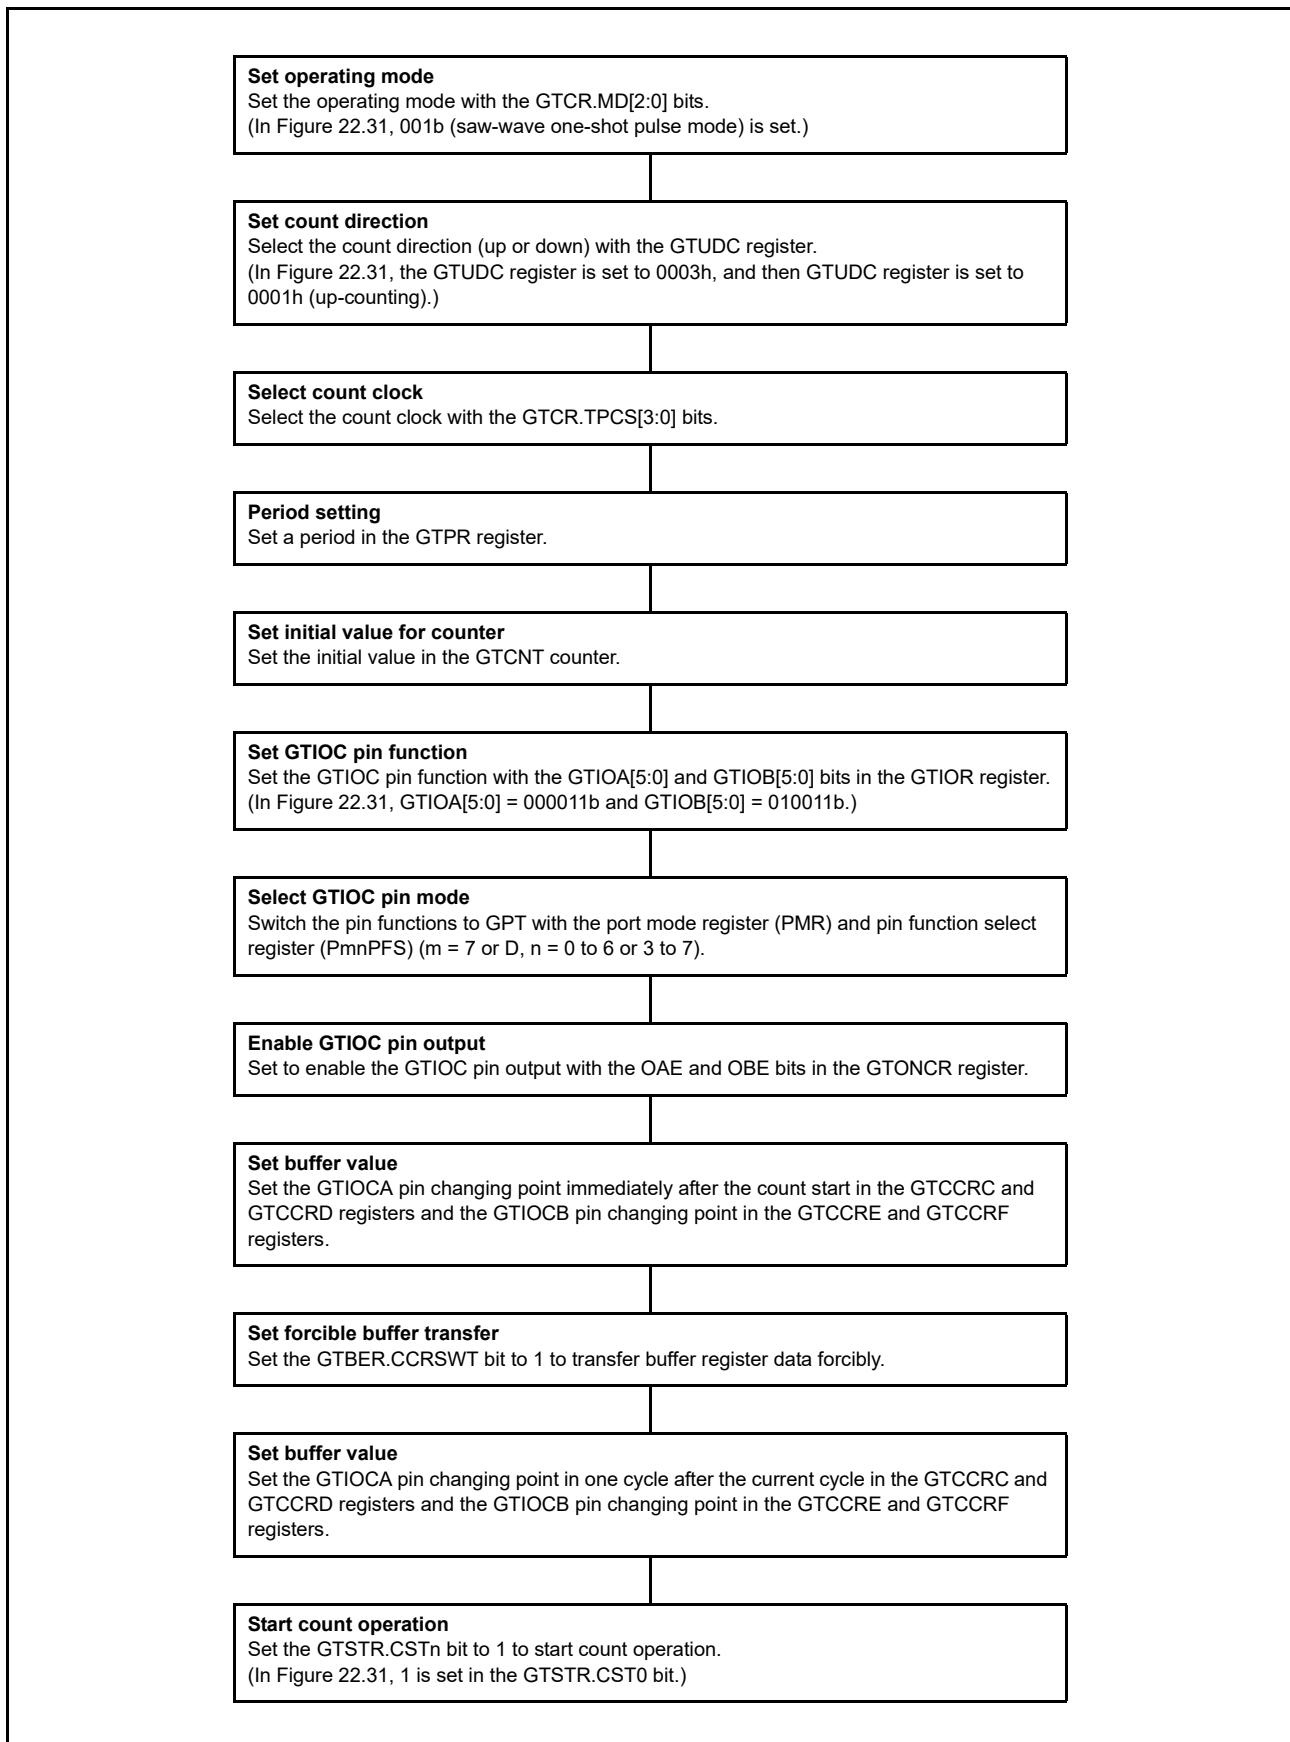 Set operating mode
Set the operating mode with the GTCR.MD[2:0] bits.
(In Figure 22.31, 001b (saw-wave one-shot pulse mode) is set.)
Set count direction
Select the count direction (up or down) with the GTUDC register.
(In Figure 22.31, the GTUDC register is set to 0003h, and then GTUDC register is set to
0001h (up-counting).)
Select count clock
Select the count clock with the GTCR.TPCS[3:0] bits.
Period setting
Set a period in the GTPR register.
Set initial value for counter
Set the initial value in the GTCNT counter.
Set GTIOC pin function
Set the GTIOC pin function with the GTIOA[5:0] and GTIOB[5:0] bits in the GTIOR register.
(In Figure 22.31, GTIOA[5:0] = 000011b and GTIOB[5:0] = 010011b.)
Select GTIOC pin mode
Switch the pin functions to GPT with the port mode register (PMR) and pin function select
register (PmnPFS) (m = 7 or D, n = 0 to 6 or 3 to 7).
Enable GTIOC pin output
Set to enable the GTIOC pin output with the OAE and OBE bits in the GTONCR register.
Set buffer value
Set the GTIOCA pin changing point immediately after the count start in the GTCCRC and
GTCCRD registers and the GTIOCB pin changing point in the GTCCRE and GTCCRF
registers.
Set forcible buffer transfer
Set the GTBER.CCRSWT bit to 1 to transfer buffer register data forcibly.
Set buffer value
Set the GTIOCA pin changing point in one cycle after the current cycle in the GTCCRC and
GTCCRD registers and the GTIOCB pin changing point in the GTCCRE and GTCCRF
registers.
Start count operation
Set the GTSTR.CSTn bit to 1 to start count operation.
(In Figure 22.31, 1 is set in the GTSTR.CST0 bit.)